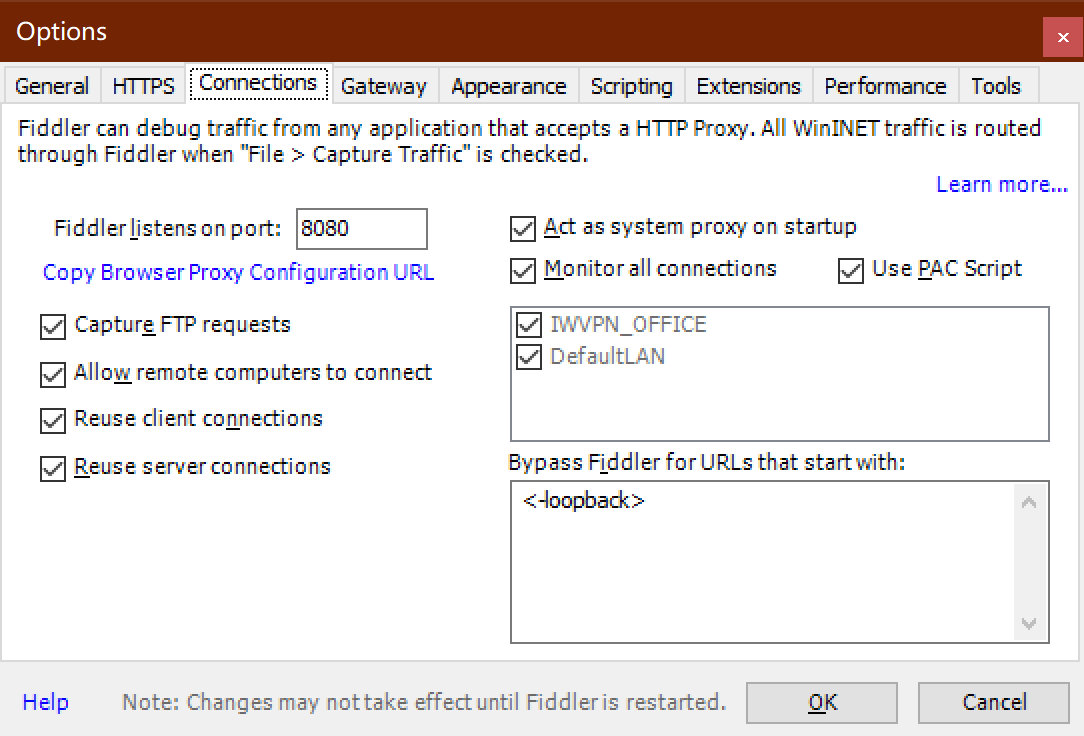 Options
General HTTPS Connections Gateway Appearance Scripting Extensions Performance Tools
Fiddler can debug traffic from any application that accepts a HTTP Proxy. All WinINET traffic is routed
through Fiddler when "File > Capture Traffic" is checked.
Learn more...
Fiddler listens on port: 8080
Copy Browser Proxy Configuration URL
Capture FTP requests
Allow remote computers to connect
Reuse client connections
Reuse server connections
Act as system proxy on startup
Monitor all connections Use PAC Script
IWVPN_OFFICE
DefaultLAN
Bypass Fiddler for URLs that start with:
<-loopback>
Help Note: Changes may not take effect until Fiddler is restarted. OK Cancel